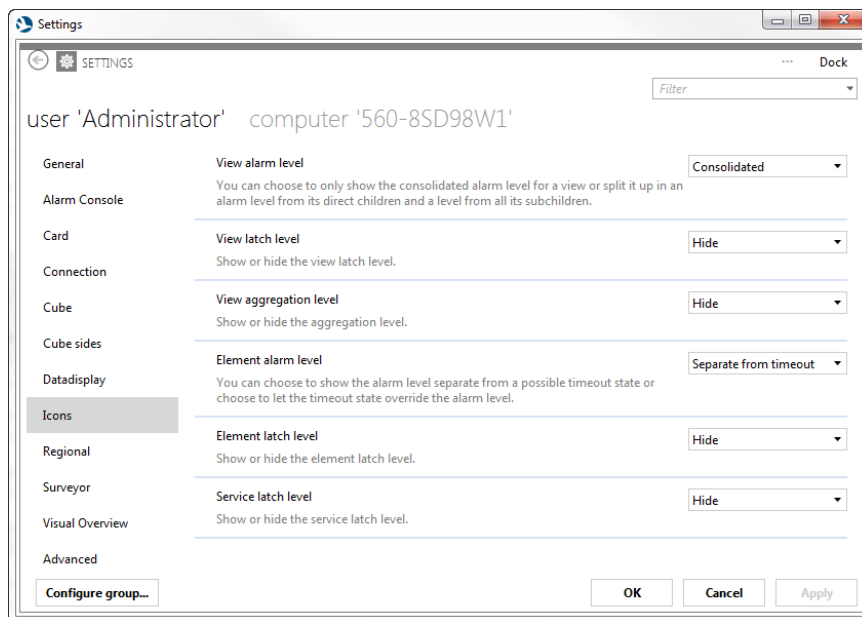 Settings
SETTINGS
... Dock
Filter
user 'Administrator' computer '560-8SD98W1'
General
Alarm Console
Card
Connection
Cube
Cube sides
Datadisplay
Icons
Regional
Surveyor
Visual Overview
Advanced
View alarm level
Consolidated
You can choose to only show the consolidated alarm level for a view or split it up in an
alarm level from its direct children and a level from all its subchildren.
View latch level
Hide
Show or hide the view latch level.
View aggregation level
Hide
Show or hide the aggregation level.
Element alarm level
Separate from timeout
You can choose to show the alarm level separate from a possible timeout state or
choose to let the timeout state override the alarm level.
Element latch level
Hide
Show or hide the element latch level.
Service latch level
Hide
Show or hide the service latch level.
Configure group...
OK
Cancel
Apply